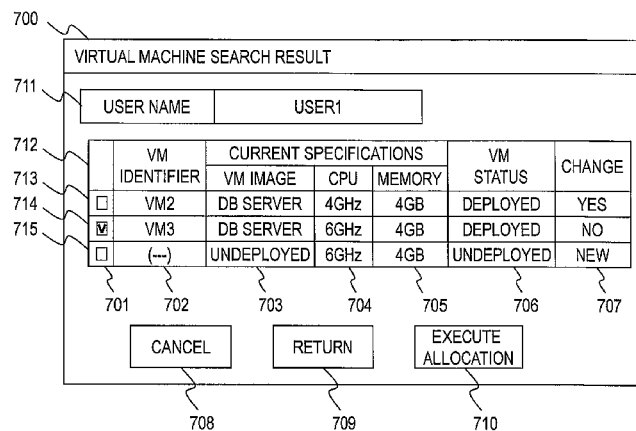 700
VIRTUAL MACHINE SEARCH RESULT
711
USER NAME USER1
712
VM IDENTIFIER CURRENT SPECIFICATIONS VM STATUS CHANGE
VM IMAGE CPU MEMORY
713 VM2 DB SERVER 4GHz 4GB DEPLOYED YES
714 V VM3 DB SERVER 6GHz 4GB DEPLOYED NO
715 (---) UNDEPLOYED 6GHz 4GB UNDEPLOYED NEW
701 702 703 704 705 706 707
CANCEL RETURN EXECUTE ALLOCATION
708 709 710